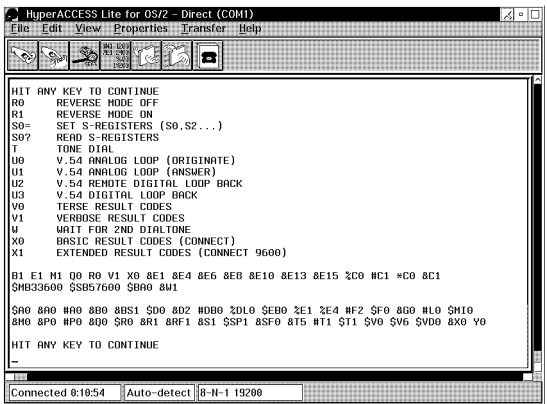 HyperACCESS Lite for OS/2 - Direct (COM1)
File Edit View Properties Transfer Help
HIT ANY KEY TO CONTINUE
R0 REVERSE MODE OFF
R1 REVERSE MODE ON
S0= SET S-REGISTERS (S0,S2...)
S0? READ S-REGISTERS
T TONE DIAL
U0 V.54 ANALOG LOOP (ORIGINATE)
U1 V.54 ANALOG LOOP (ANSWER)
U2 V.54 REMOTE DIGITAL LOOP BACK
U3 V.54 DIGITAL LOOP BACK
V0 TERSE RESULT CODES
V1 VERBOSE RESULT CODES
W WAIT FOR 2ND DIALTONE
X0 BASIC RESULT CODES (CONNECT)
X1 EXTENDED RESULT CODES (CONNECT 9600)
B1 E1 M1 Q0 R0 V1 X0 &E1 &E4 &E6 &E8 &E10 &E13 &E15 %C0 #C1 *C0 &C1
$MB33600 $SB57600 $BA0 &W1
$A0 &A0 #A0 &B0 &BS1 $D0 &D2 #DB0 %DL0 $EB0 %E1 %E4 #F2 $F0 &G0 #L0 $MI0
&M0 &P0 #P0 &Q0 $R0 &R1 &RF1 &S1 $SP1 &SF0 &T5 #T1 $T1 $V0 $V6 $VD0 &X0 Y0
HIT ANY KEY TO CONTINUE
Connected 0:10:54 Auto-detect 8-N-1 19200